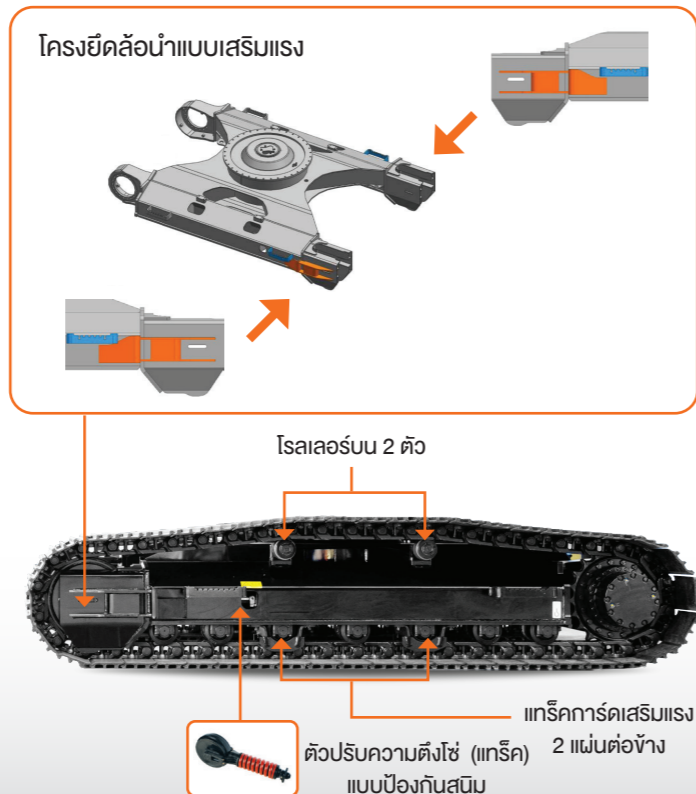 โครงยึดล้อนำแบบเสริมแรง
โรลเลอร์บน 2 ตัว
แทร็คการ์ดเสริมแรง
2 แผ่นต่อข้าง
ตัวปรับความตึงโซ่ (แทร็ค)
แบบป้องกันสนิม